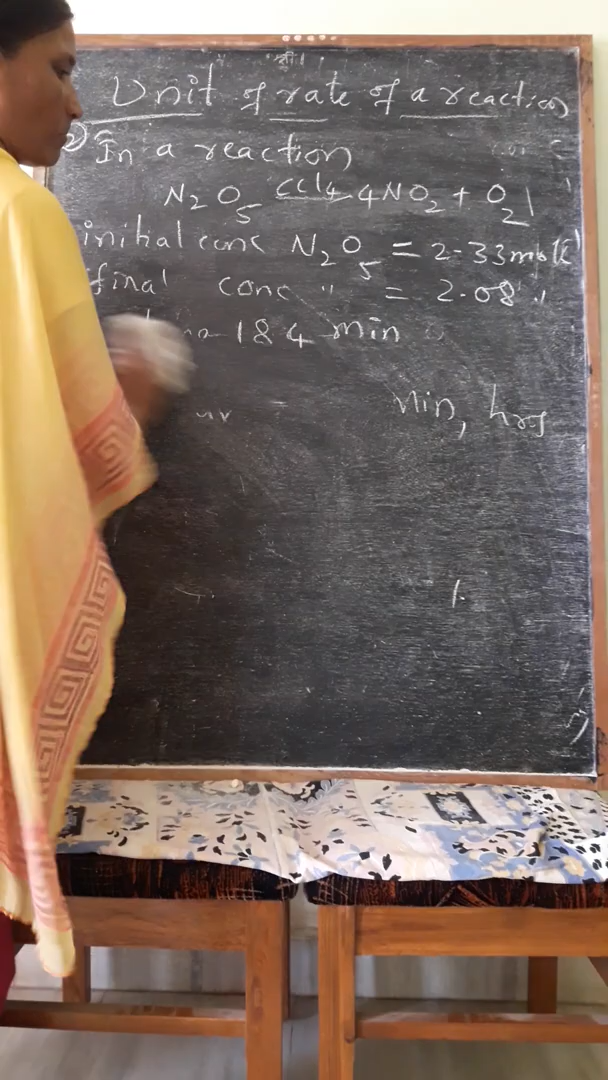 श्री
Unit of rate of a reaction
2) In a reaction
N2O5 CCl4 4NO2 + O2
initial conc N2O5 = 2.33 mol L
final conc " = 2.08 "
184 min
min, hrs